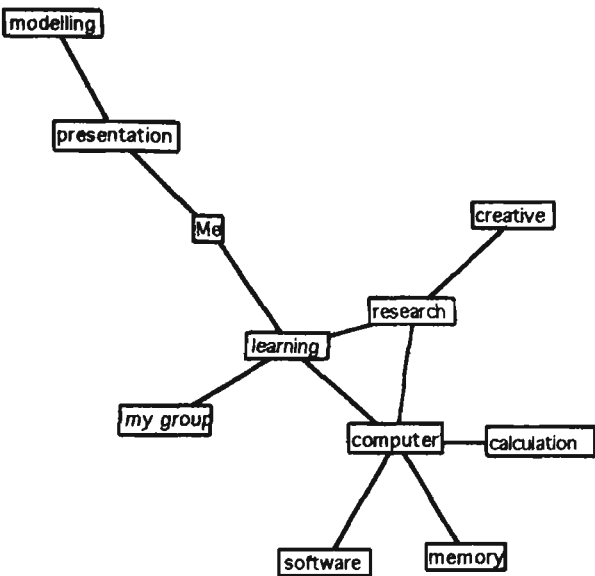 modelling
presentation
Me
creative
research
learning
my group
computer
calculation
software
memory